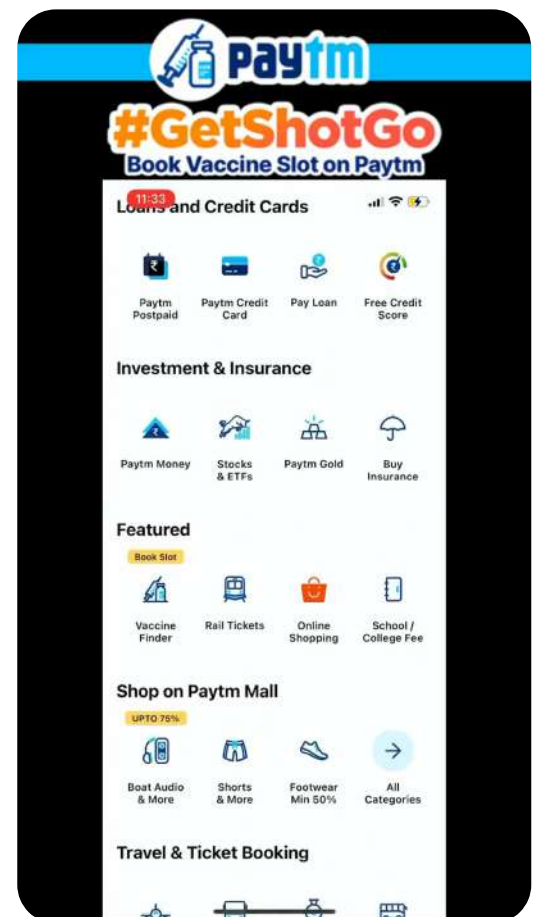 paytm
#GetShotGo
Book Vaccine Slot on Paytm
11:33
Loans and Credit Cards
Paytm Postpaid
Paytm Credit Card
Pay Loan
Free Credit Score
Investment & Insurance
Paytm Money
Stocks & ETFs
Paytm Gold
Buy Insurance
Featured
Book Slot
Vaccine Finder
Rail Tickets
Online Shopping
School / College Fee
Shop on Paytm Mall
UPTO 75%
Boat Audio & More
Shorts & More
Footwear Min 50%
All Categories
Travel & Ticket Booking